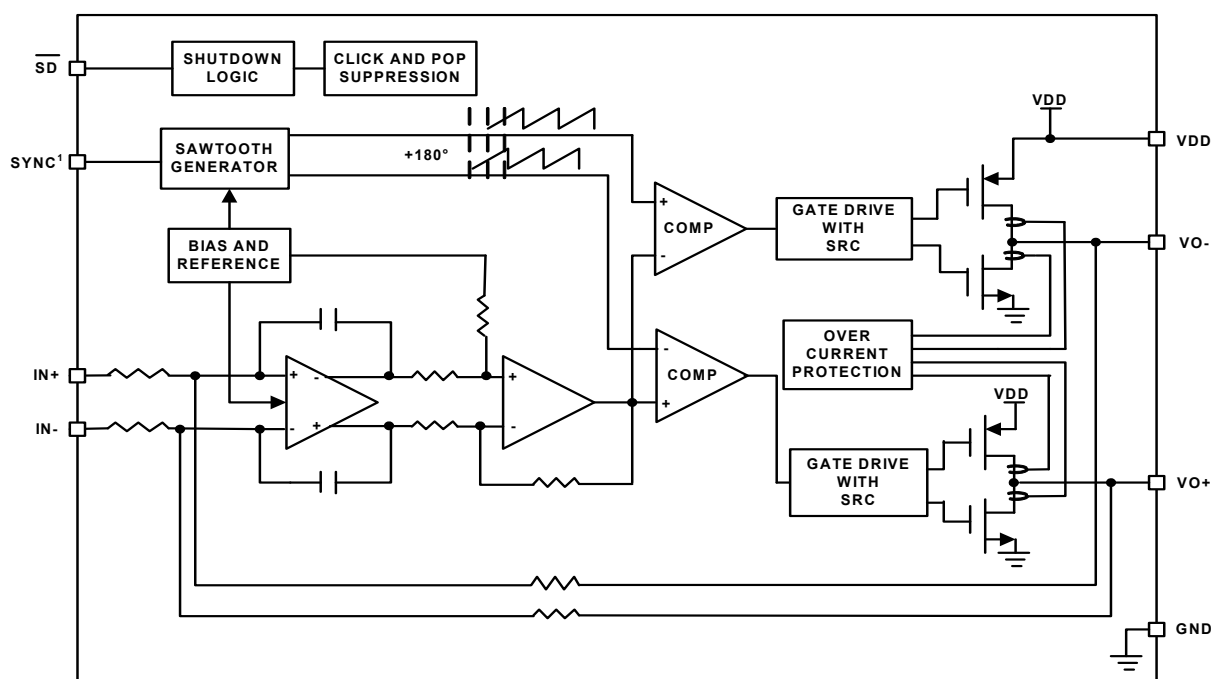 SD
SHUTDOWN
LOGIC
CLICK AND POP
SUPPRESSION
VDD
VDD
SYNC¹
SAWTOOTH
GENERATOR
+180°
+
COMP
-
GATE DRIVE
WITH
SRC
VO-
BIAS AND
REFERENCE
OVER
CURRENT
PROTECTION
-
COMP
+
IN+
+
-
+
VDD
IN-
-
+
-
GATE DRIVE
WITH
SRC
VO+
GND